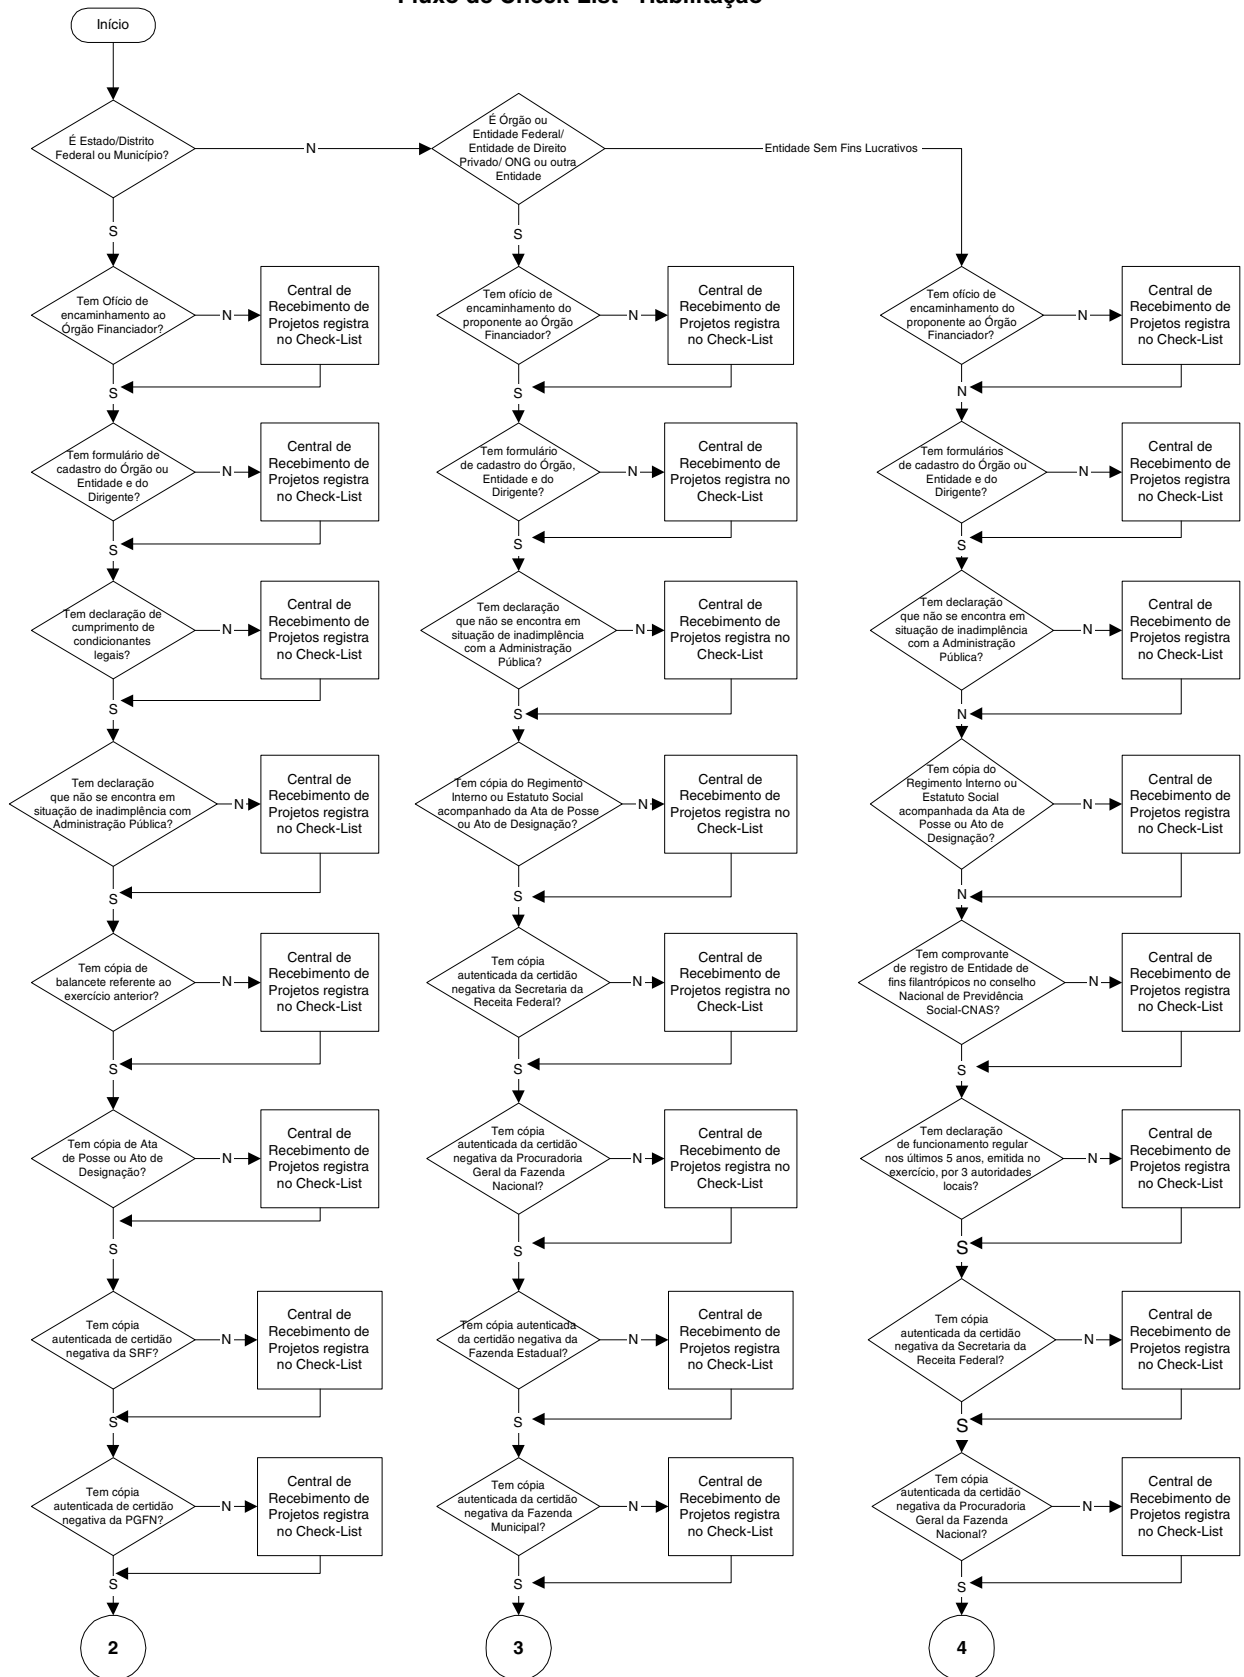 Fluxo de Check-List - Habilitação
Início
É Estado/Distrito
Federal ou Município?
N
S
Tem Ofício de
encaminhamento ao
Órgão Financiador?
N
Central de
Recebimento de
Projetos registra
no Check-List
S
Tem formulário de
cadastro do Órgão ou
Entidade e do
Dirigente?
N
Central de
Recebimento de
Projetos registra
no Check-List
S
Tem declaração de
cumprimento de
condicionantes
legais?
N
Central de
Recebimento de
Projetos registra
no Check-List
S
Tem declaração
que não se encontra em
situação de inadimplência com
Administração Pública?
N
Central de
Recebimento de
Projetos registra
no Check-List
S
Tem cópia de
balancete referente ao
exercício anterior?
N
Central de
Recebimento de
Projetos registra
no Check-List
S
Tem cópia de Ata
de Posse ou Ato de
Designação?
N
Central de
Recebimento de
Projetos registra
no Check-List
S
Tem cópia
autenticada de certidão
negativa da SRF?
N
Central de
Recebimento de
Projetos registra
no Check-List
S
Tem cópia
autenticada de certidão
negativa da PGFN?
N
Central de
Recebimento de
Projetos registra
no Check-List
S
2
É Órgão ou
Entidade Federal/
Entidade de Direito
Privado/ ONG ou outra
Entidade
Entidade Sem Fins Lucrativos
S
Tem ofício de
encaminhamento do
proponente ao Órgão
Financiador?
N
Central de
Recebimento de
Projetos registra
no Check-List
S
Tem formulário
de cadastro do Órgão,
Entidade e do
Dirigente?
N
Central de
Recebimento de
Projetos registra no
Check-List
S
Tem declaração
que não se encontra em
situação de inadimplência
com a Administração
Pública?
N
Central de
Recebimento de
Projetos registra no
Check-List
S
Tem cópia do Regimento
Interno ou Estatuto Social
acompanhado da Ata de Posse
ou Ato de Designação?
N
Central de
Recebimento de
Projetos registra no
Check-List
S
Tem cópia
autenticada da certidão
negativa da Secretaria da
Receita Federal?
N
Central de
Recebimento de
Projetos registra no
Check-List
S
Tem cópia
autenticada da certidão
negativa da Procuradoria
Geral da Fazenda
Nacional?
N
Central de
Recebimento de
Projetos registra no
Check-List
S
Tem cópia autenticada
da certidão negativa da
Fazenda Estadual?
N
Central de
Recebimento de
Projetos registra
no Check-List
S
Tem cópia
autenticada da certidão
negativa da Fazenda
Municipal?
N
Central de
Recebimento de
Projetos registra
no Check-List
S
3
Tem ofício de
encaminhamento do
proponente ao Órgão
Financiador?
N
Central de
Recebimento de
Projetos registra
no Check-List
N
Tem formulários
de cadastro do Órgão ou
Entidade e do
Dirigente?
N
Central de
Recebimento de
Projetos registra
no Check-List
S
Tem declaração
que não se encontra em
situação de inadimplência
com a Administração
Pública?
N
Central de
Recebimento de
Projetos registra
no Check-List
N
Tem cópia do
Regimento Interno ou
Estatuto Social
acompanhada da Ata de
Posse ou Ato de
Designação?
N
Central de
Recebimento de
Projetos registra
no Check-List
N
Tem comprovante
de registro de Entidade de
fins filantrópicos no conselho
Nacional de Previdência
Social-CNAS?
N
Central de
Recebimento de
Projetos registra
no Check-List
S
Tem declaração
de funcionamento regular
nos últimos 5 anos, emitida no
exercício, por 3 autoridades
locais?
N
Central de
Recebimento de
Projetos registra
no Check-List
S
Tem cópia
autenticada da certidão
negativa da Secretaria da
Receita Federal?
N
Central de
Recebimento de
Projetos registra
no Check-List
S
Tem cópia
autenticada da certidão
negativa da Procuradoria
Geral da Fazenda
Nacional?
N
Central de
Recebimento de
Projetos registra
no Check-List
S
4